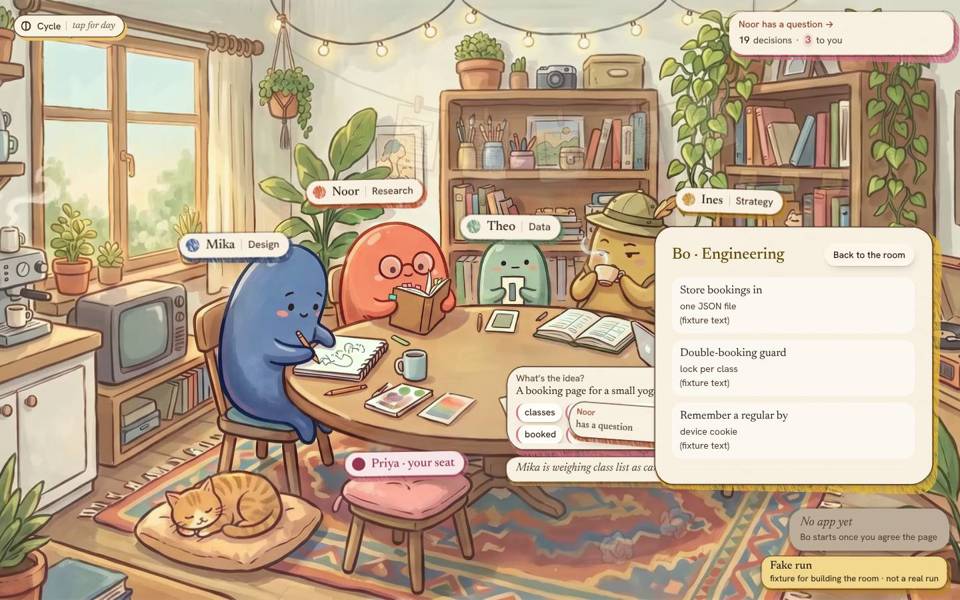 Cycle | tap for day
Noor has a question →
19 decisions · 3 to you
Noor | Research
Ines | Strategy
Theo | Data
Mika | Design
Bo · Engineering
Back to the room
Store bookings in
one JSON file
(fixture text)
Double-booking guard
lock per class
(fixture text)
Remember a regular by
device cookie
(fixture text)
What's the idea?
A booking page for a small yog
classes
booked
Noor
has a question
Mika is weighing class list as ca
Priya · your seat
No app yet
Bo starts once you agree the page
Fake run
fixture for building the room · not a real run